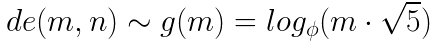 de(m, n) ∼ g(m) = log_ϕ(m · √5)